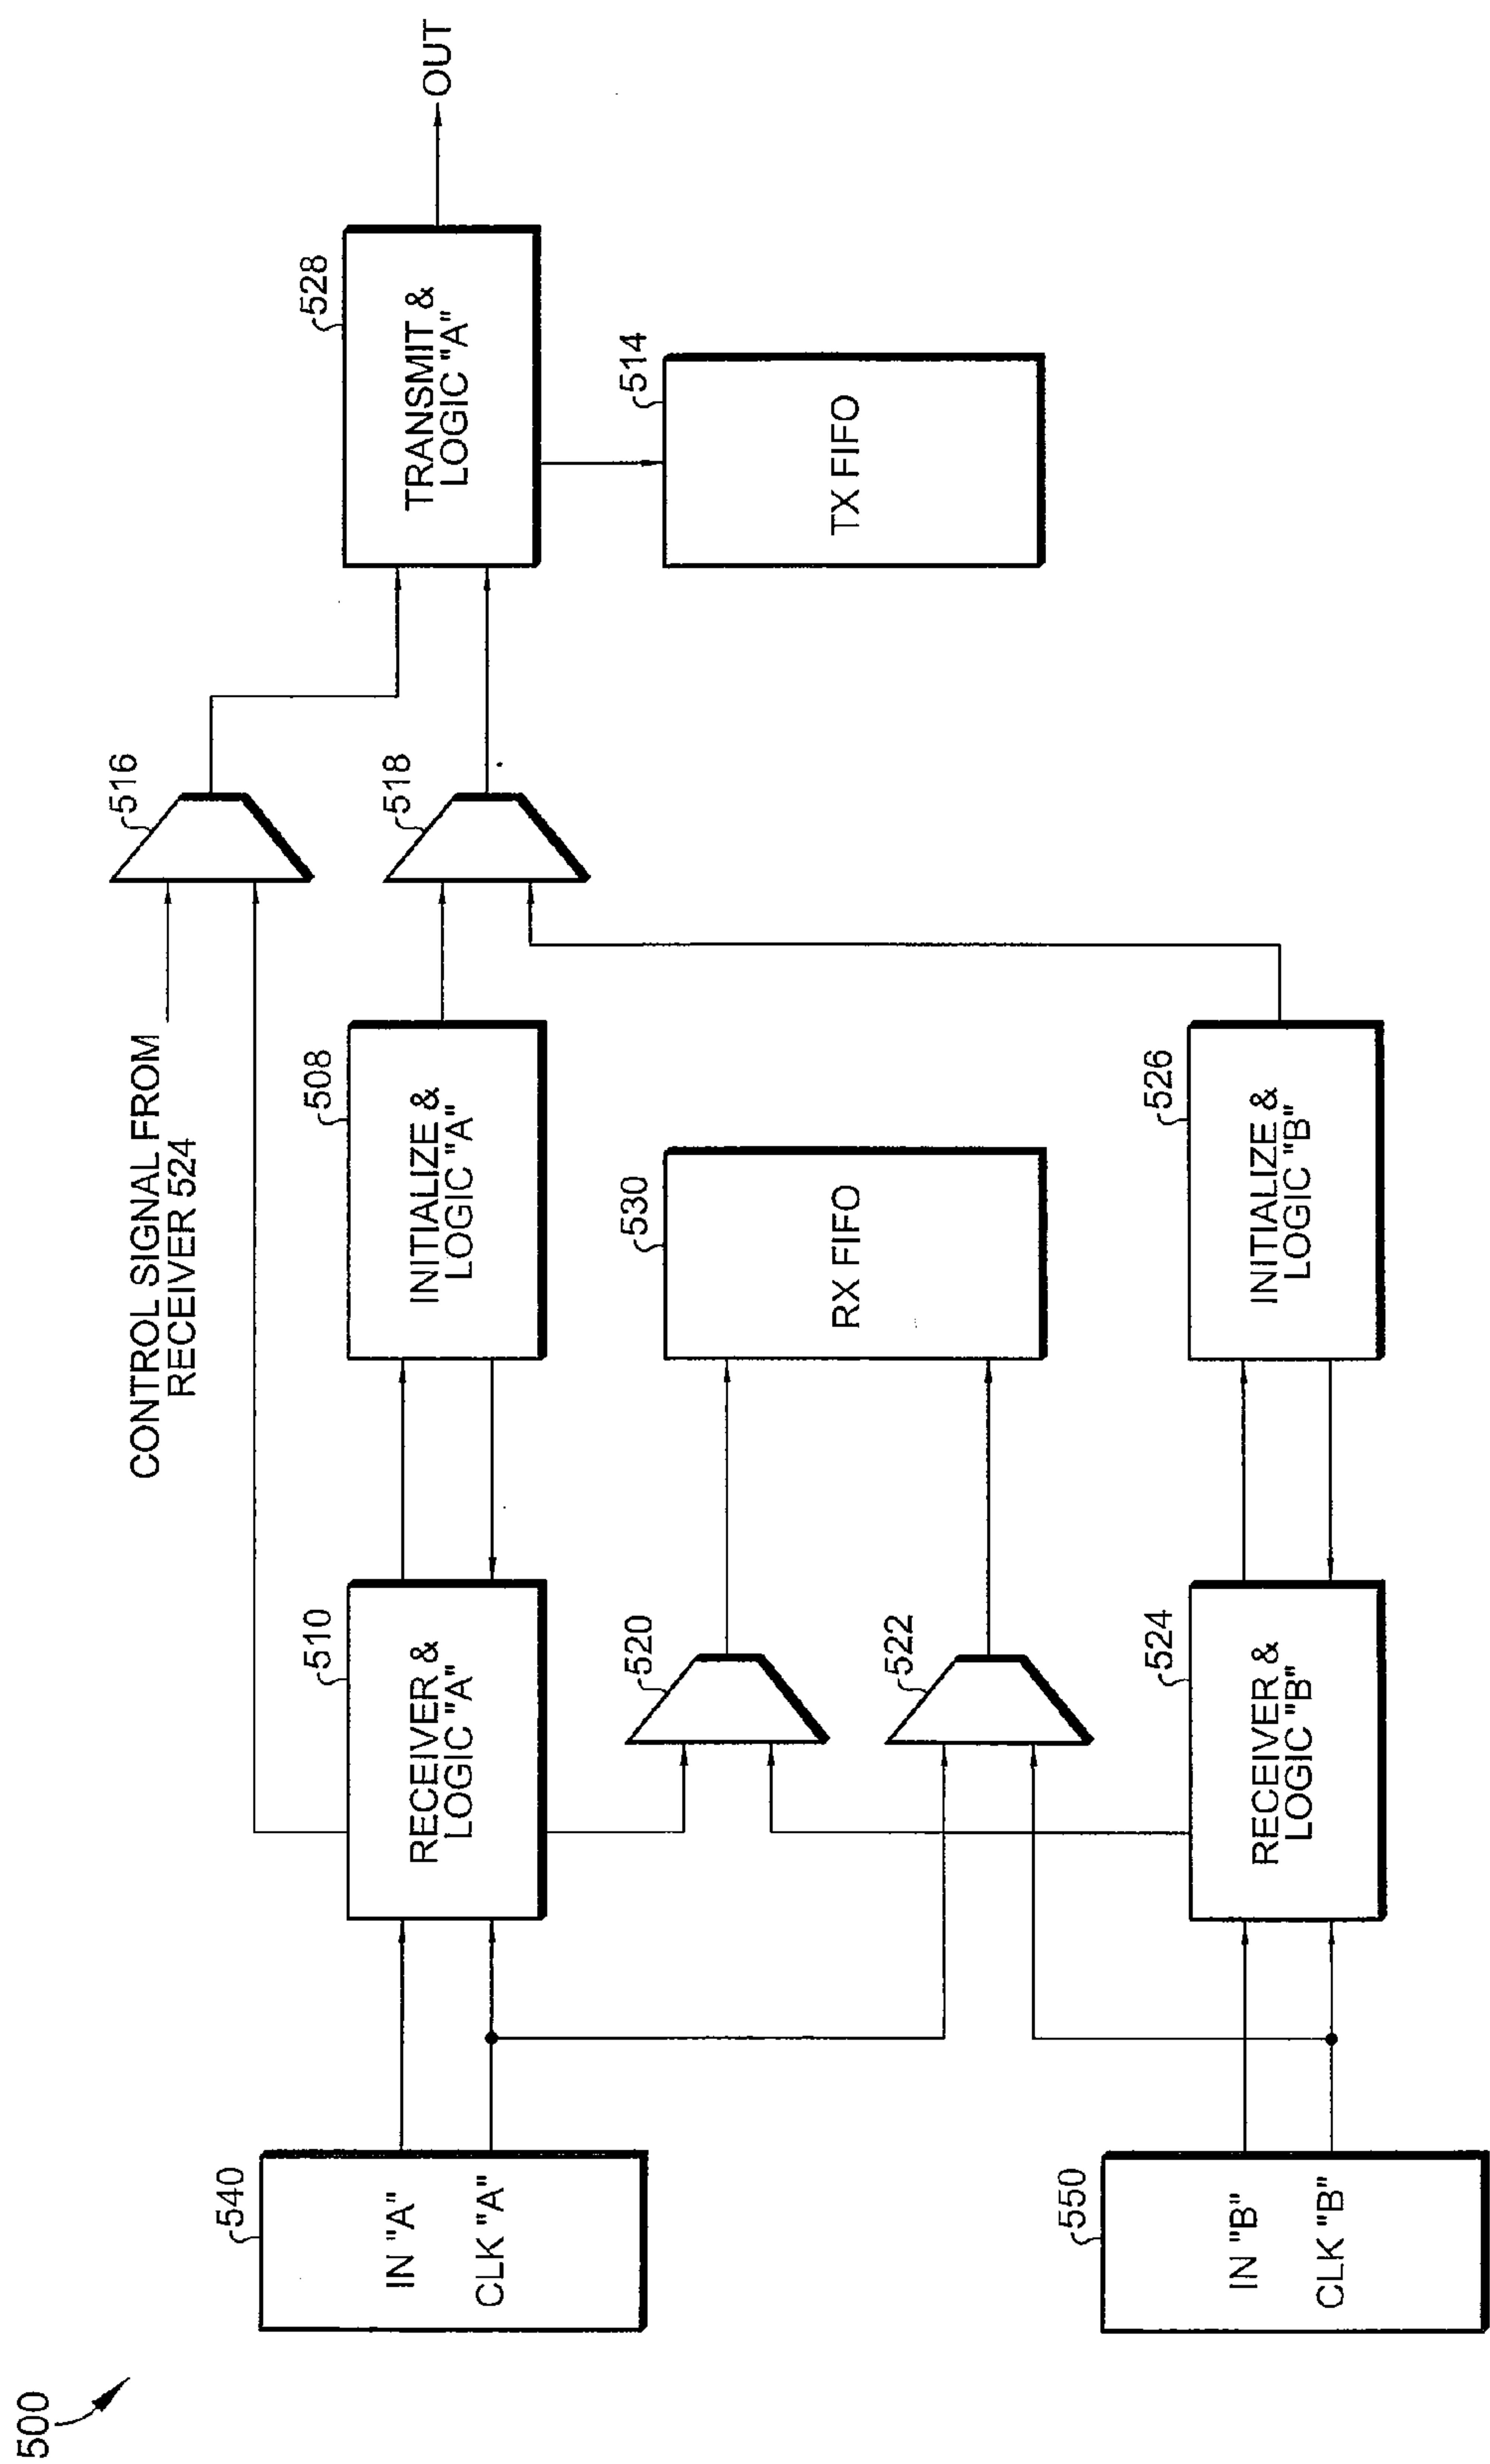 500
540
IN "A"
CLK "A"
550
IN "B"
CLK "B"
510
RECEIVER &
LOGIC "A"
520
522
524
RECEIVER &
LOGIC "B"
CONTROL SIGNAL FROM
RECEIVER 524
508
INITIALIZE &
LOGIC "A"
530
RX FIFO
526
INITIALIZE &
LOGIC "B"
516
518
528
TRANSMIT &
LOGIC "A"
514
TX FIFO
OUT